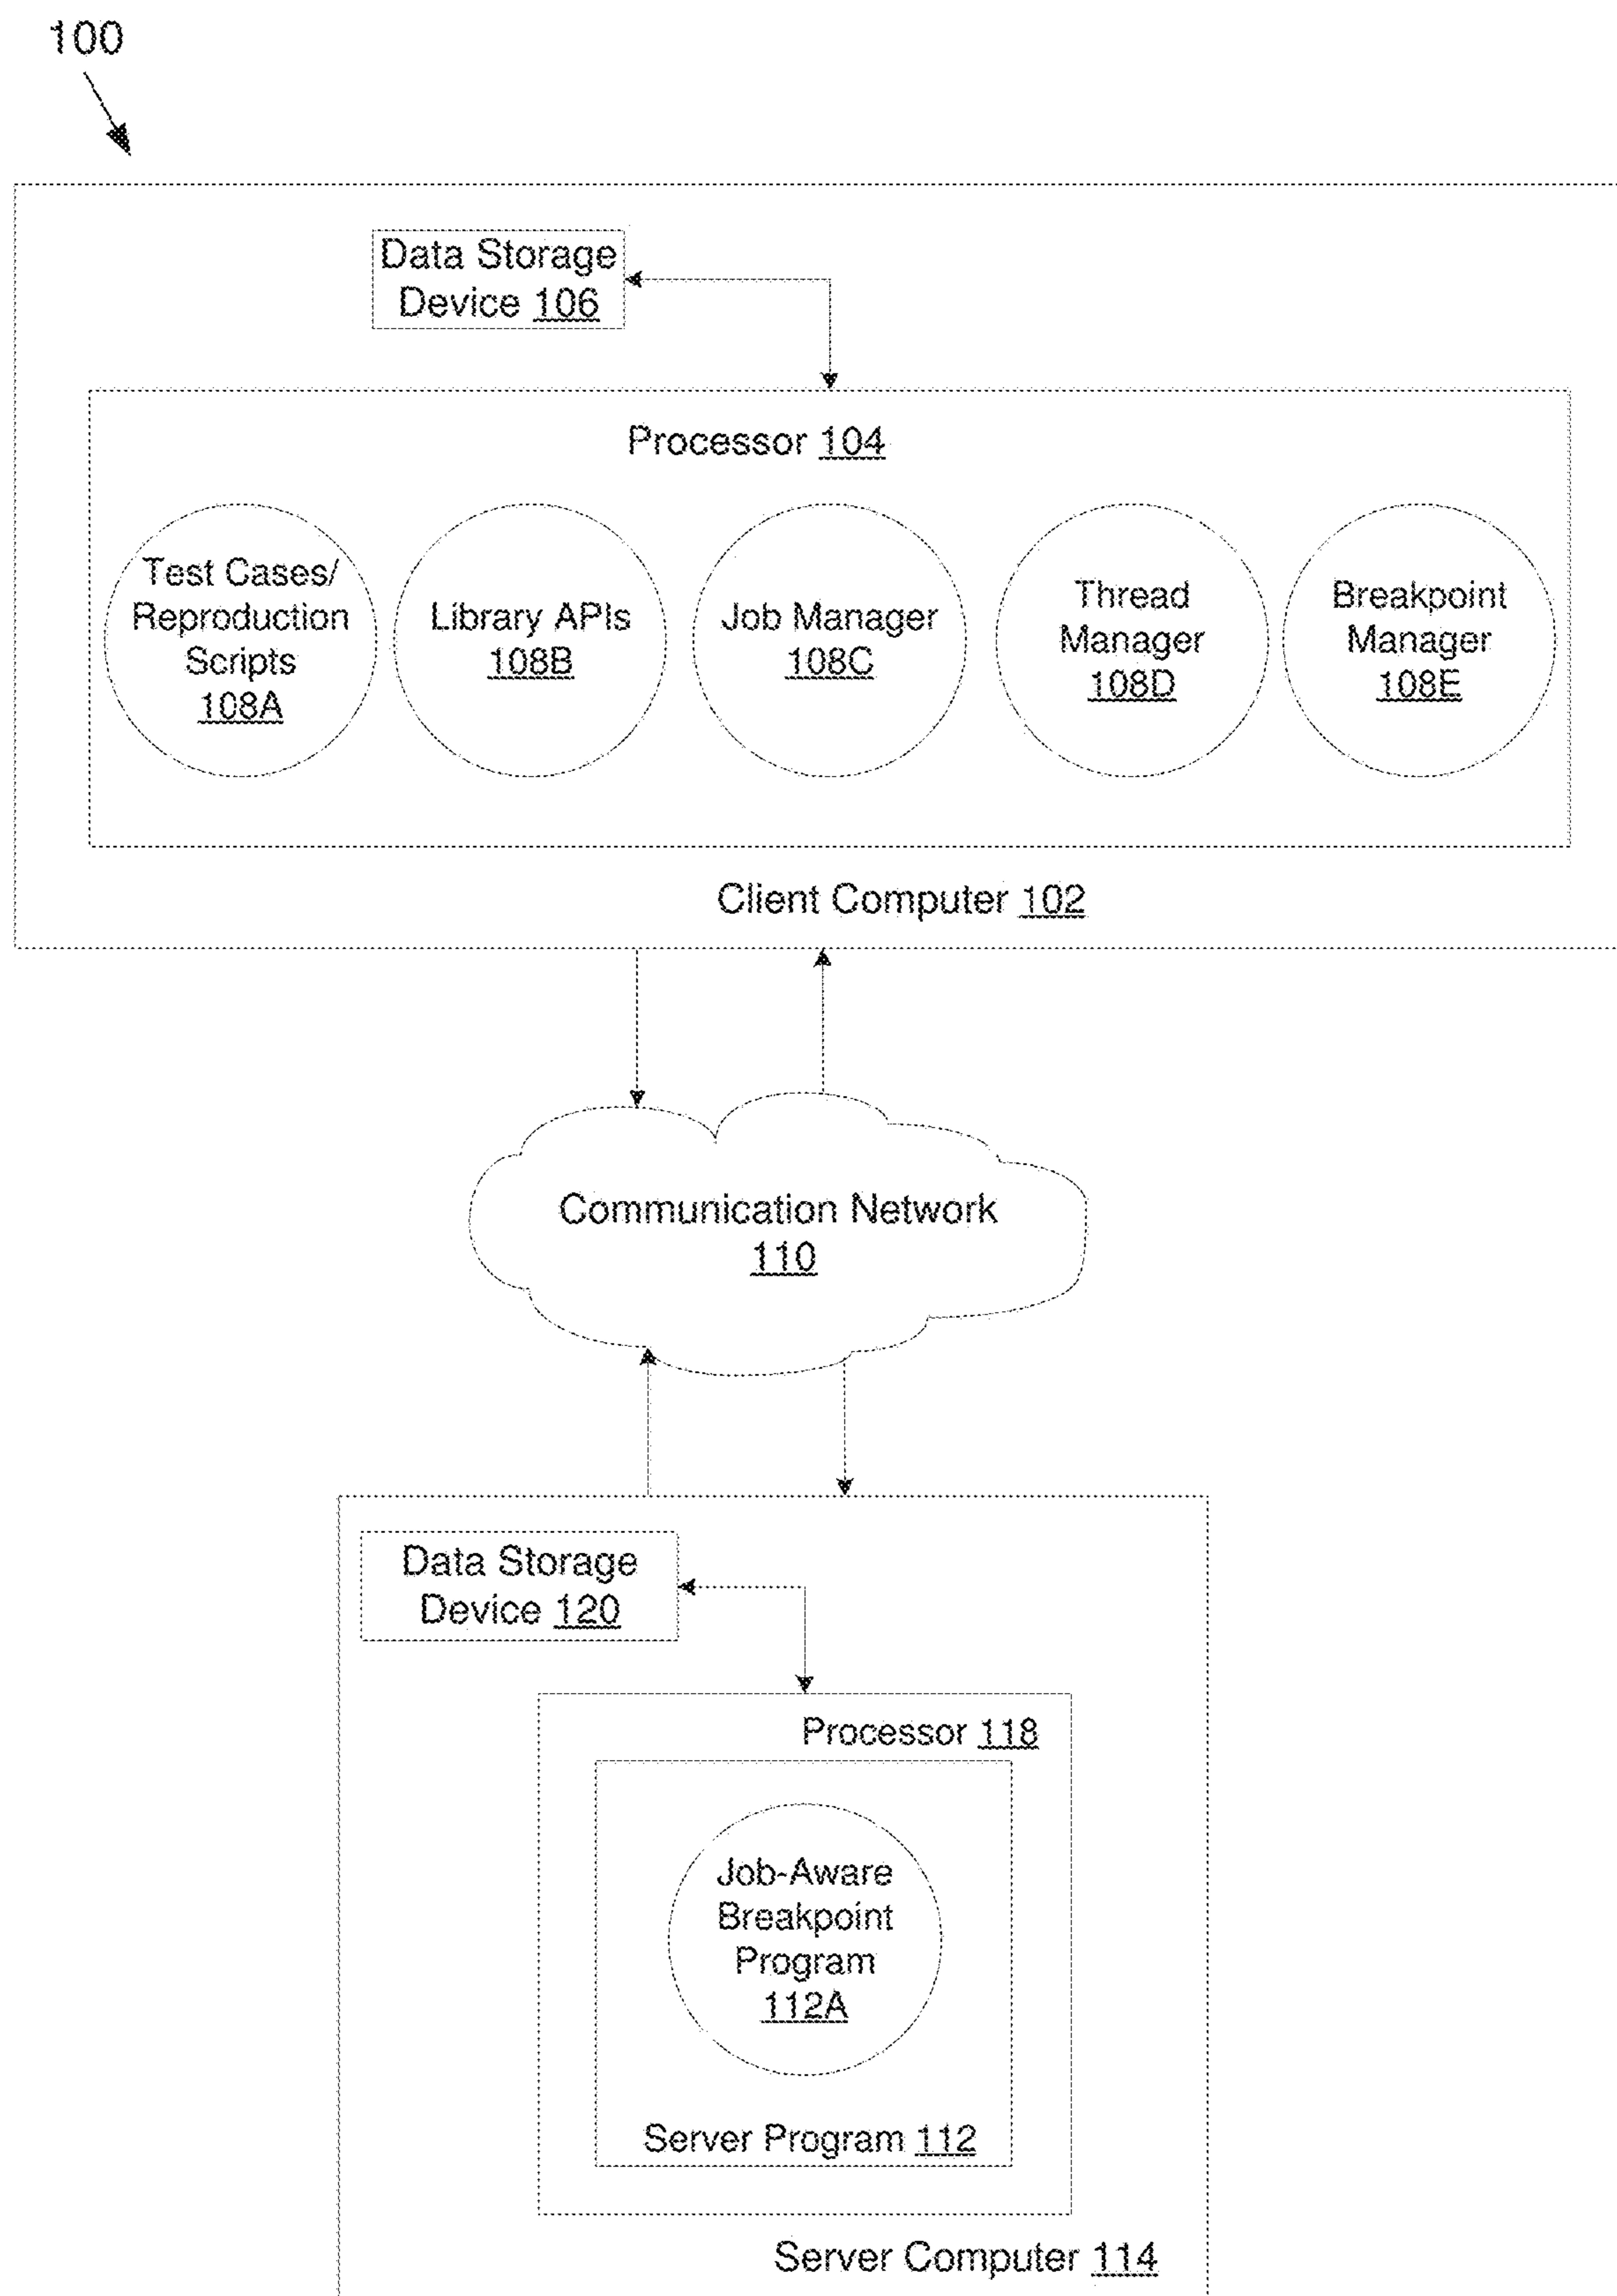 100
Data Storage
Device 106
Processor 104
Test Cases/
Reproduction
Scripts
108A
Library APIs
108B
Job Manager
108C
Thread
Manager
108D
Breakpoint
Manager
108E
Client Computer 102
Communication Network
110
Data Storage
Device 120
Processor 118
Job-Aware
Breakpoint
Program
112A
Server Program 112
Server Computer 114